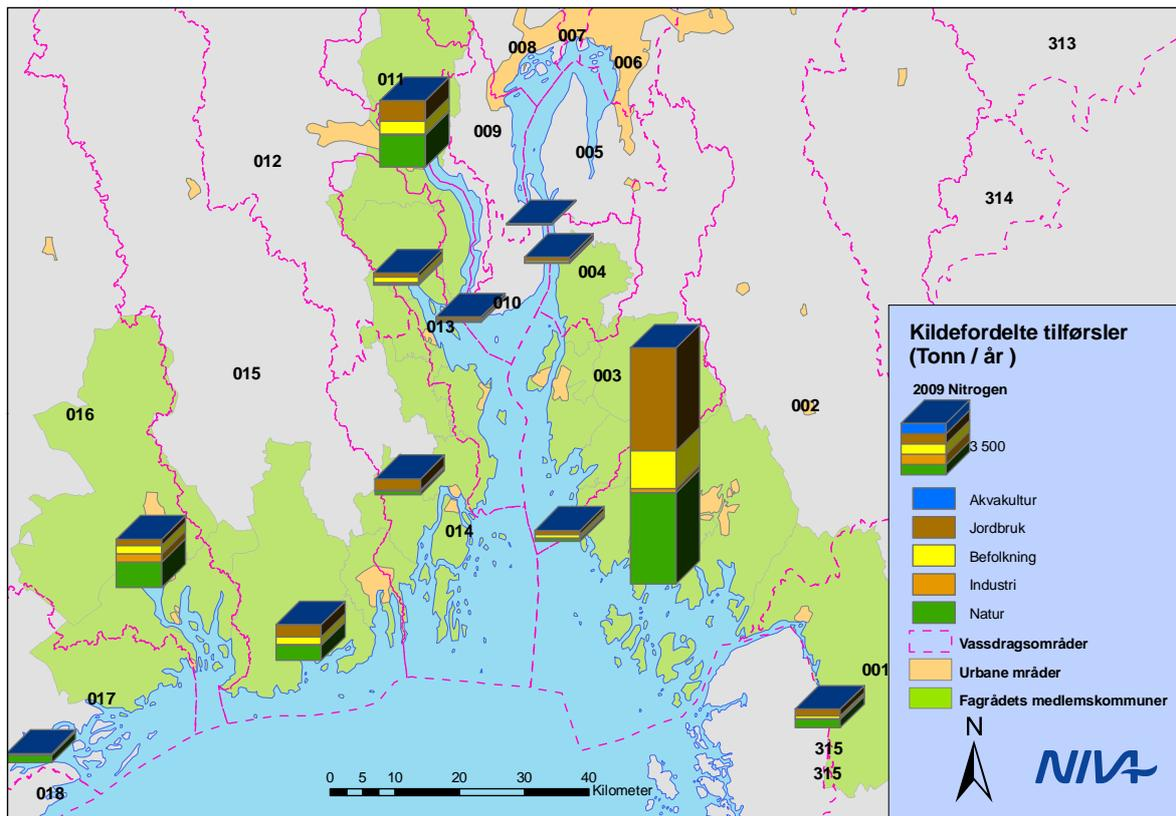 313
008
007
006
011
009
012
005
314
004
010
013
015
003
002
016
014
001
017
315
315
018
0 5 10 20 30 40
Kilometer
Kildefordelte tilførsler
(Tonn / år )
2009 Nitrogen
3 500
Akvakultur
Jordbruk
Befolkning
Industri
Natur
Vassdragsområder
Urbane mråder
Fagrådets medlemskommuner
N
NIVA